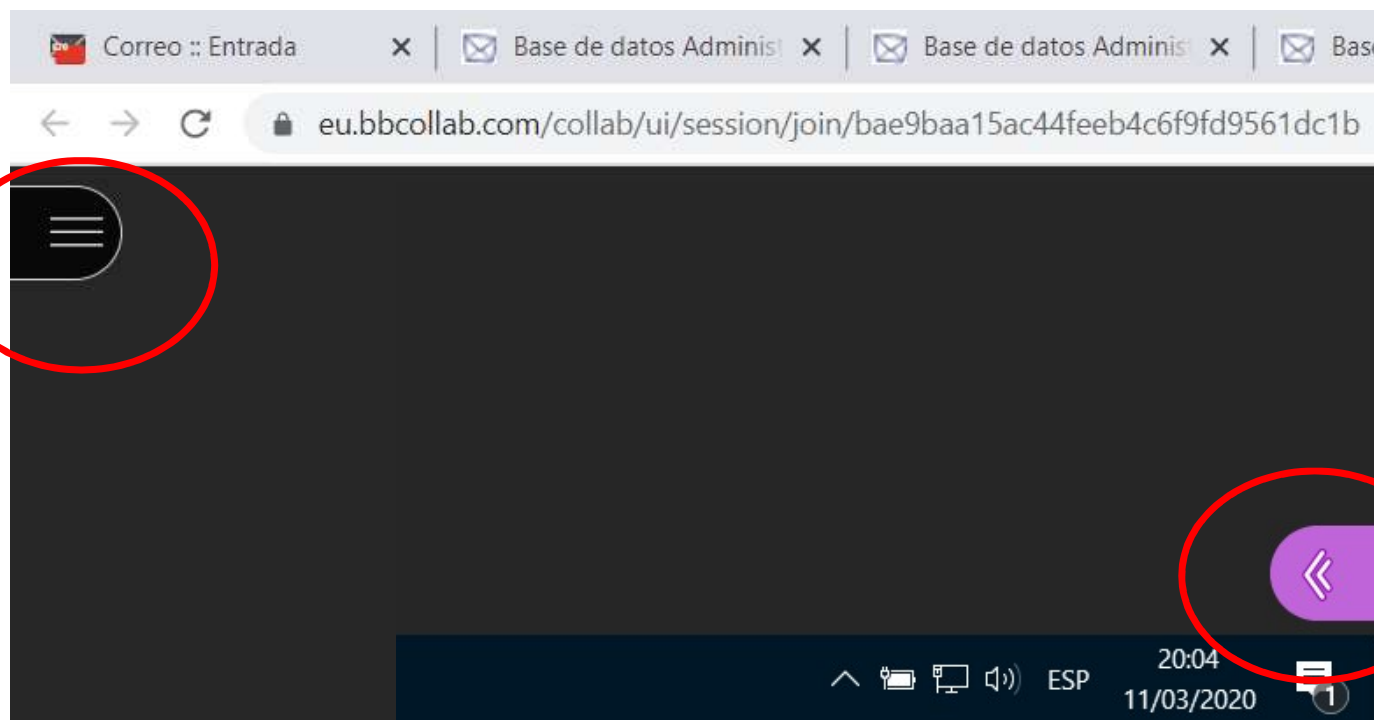 Correo :: Entrada
Base de datos Adminis
Base de datos Adminis
Bas
eu.bbcollab.com/collab/ui/session/join/bae9baa15ac44feeb4c6f9fd9561dc1b
ESP
20:04
11/03/2020
1